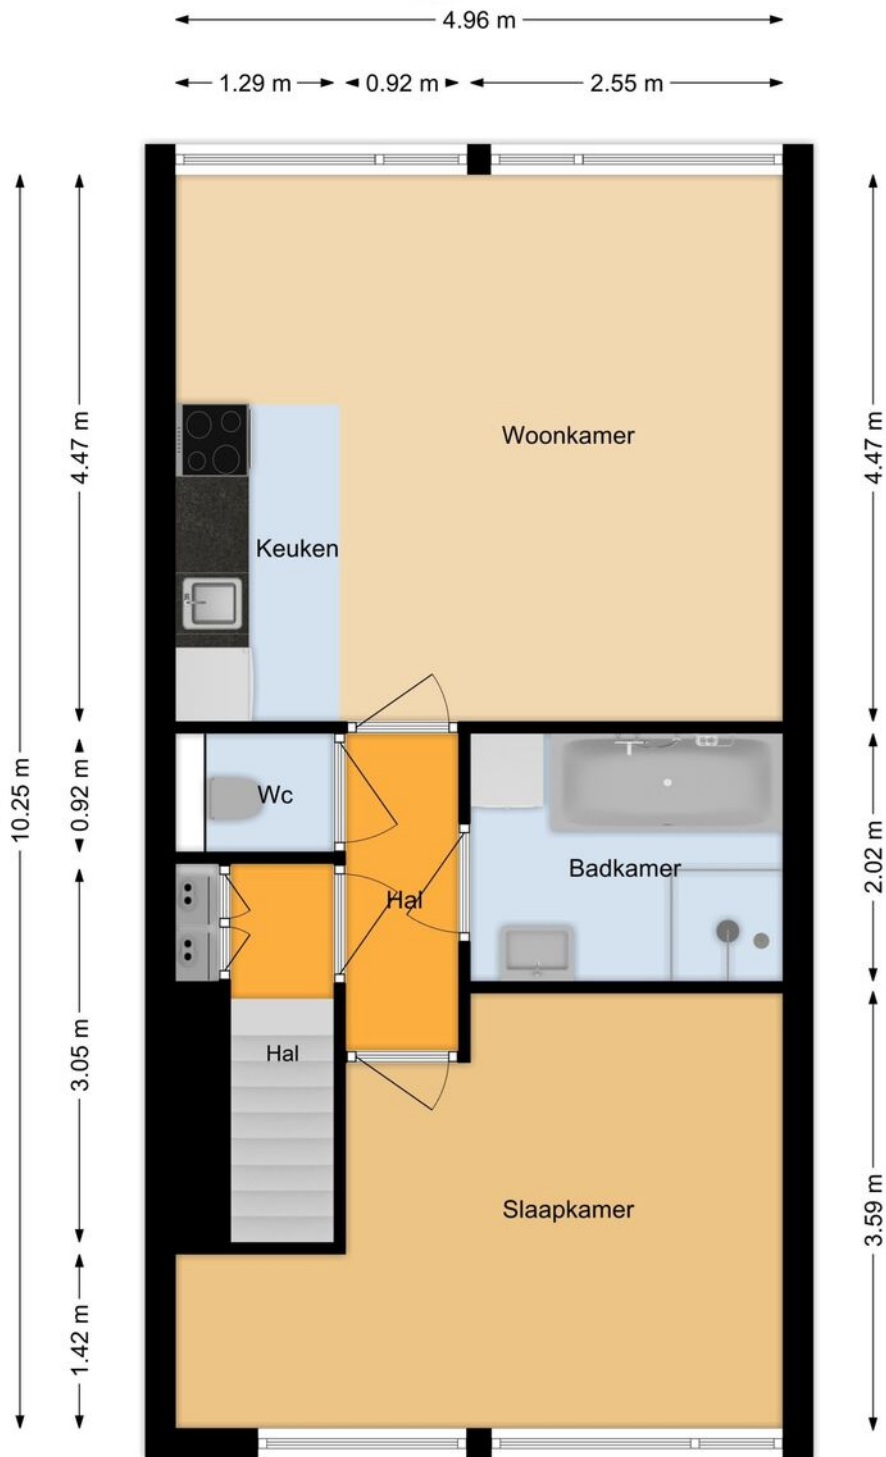 4.96 m
1.29 m 0.92 m 2.55 m
4.47 m
4.47 m
Woonkamer
Keuken
10.25 m
0.92 m
Wc
2.02 m
Badkamer
Hal
3.05 m
Hal
Slaapkamer
3.59 m
1.42 m